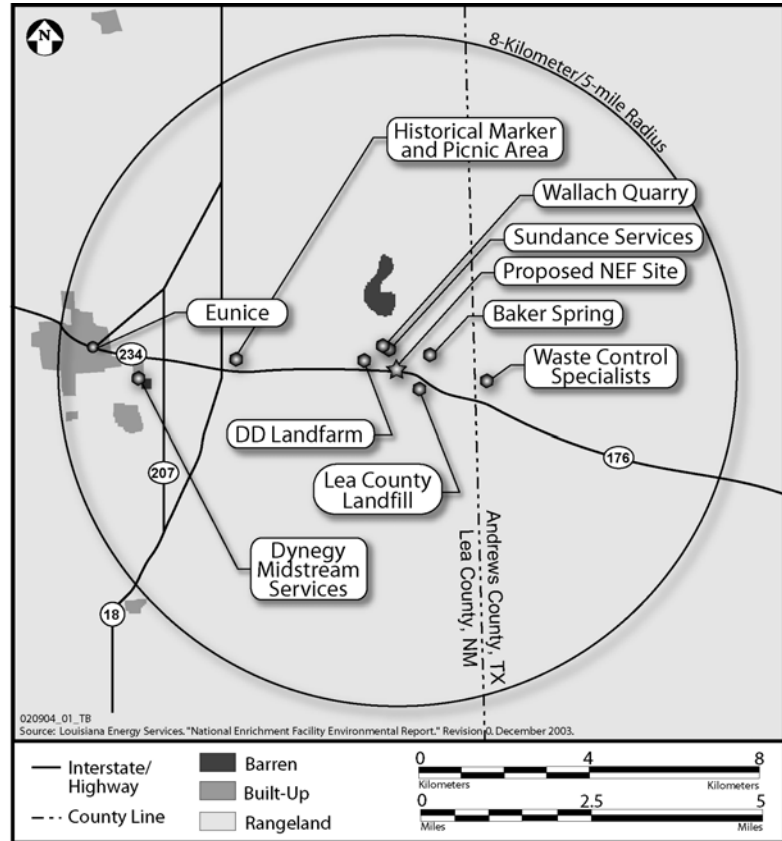 N
8-Kilometer/5-mile Radius
Historical Marker
and Picnic Area
Wallach Quarry
Sundance Services
Proposed NEF Site
Baker Spring
Eunice
234
Waste Control
Specialists
DD Landfarm
176
207
Lea County
Landfill
Andrews County, TX
Lea County, NM
Dynegy
Midstream
Services
18
020904_01_TB
Source: Louisiana Energy Services. "National Enrichment Facility Environmental Report." Revision 0. December 2003.
Interstate/
Highway
County Line
Barren
Built-Up
Rangeland
0 4 8
Kilometers Kilometers
0 2.5 5
Miles Miles